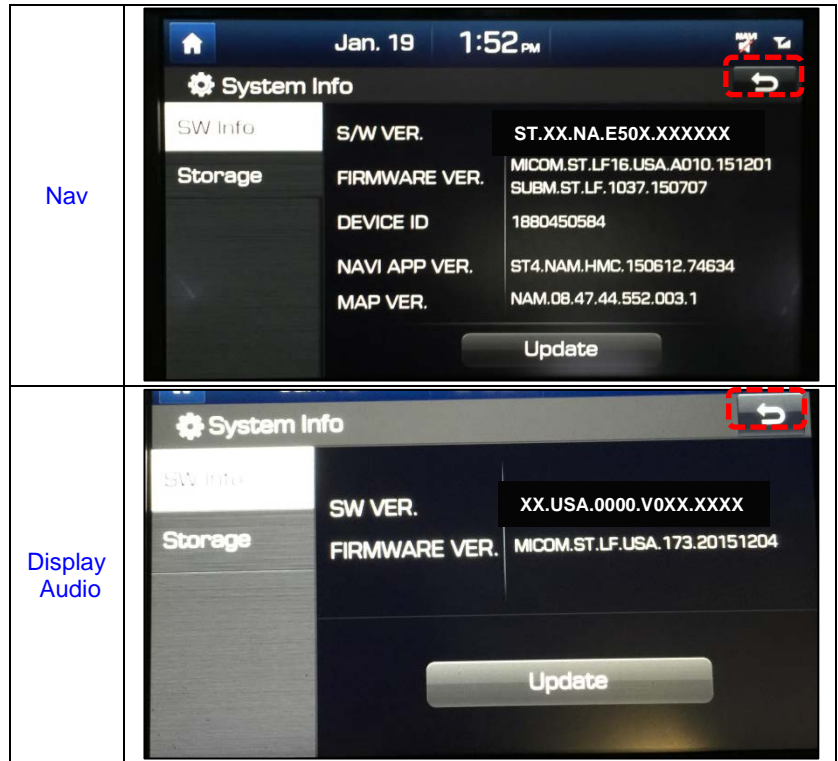 Nav
Jan. 19 1:52 PM
NAVI
System Info
SW Info
Storage
S/W VER. ST.XX.NA.E50X.XXXXXX
FIRMWARE VER. MICOM.ST.LF16.USA.A010.151201
SUBM.ST.LF.1037.150707
DEVICE ID 1880450584
NAVI APP VER. ST4.NAM.HMC.150612.74634
MAP VER. NAM.08.47.44.552.003.1
Update
Display
Audio
System Info
SW Info
Storage
SW VER. XX.USA.0000.V0XX.XXXX
FIRMWARE VER. MICOM.ST.LF.USA.173.20151204
Update